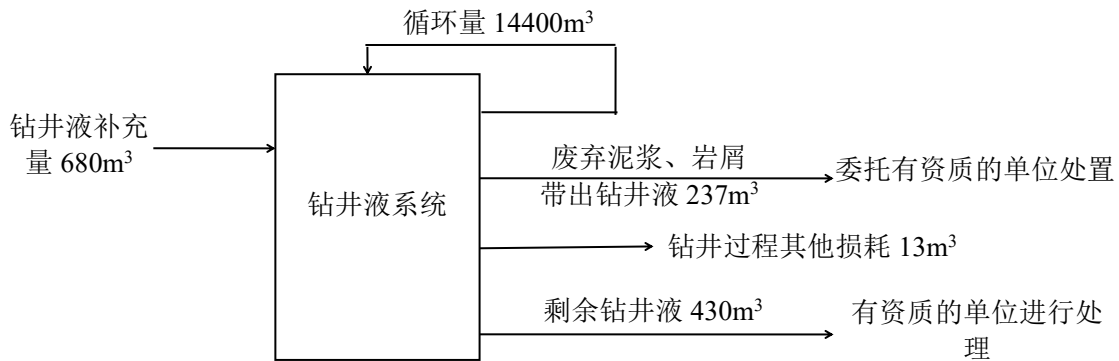 循环量 14400m³
钻井液补充
量 680m³
钻井液系统
废弃泥浆、岩屑
带出钻井液 237m³
委托有资质的单位处置
钻井过程其他损耗 13m³
剩余钻井液 430m³
有资质的单位进行处
理